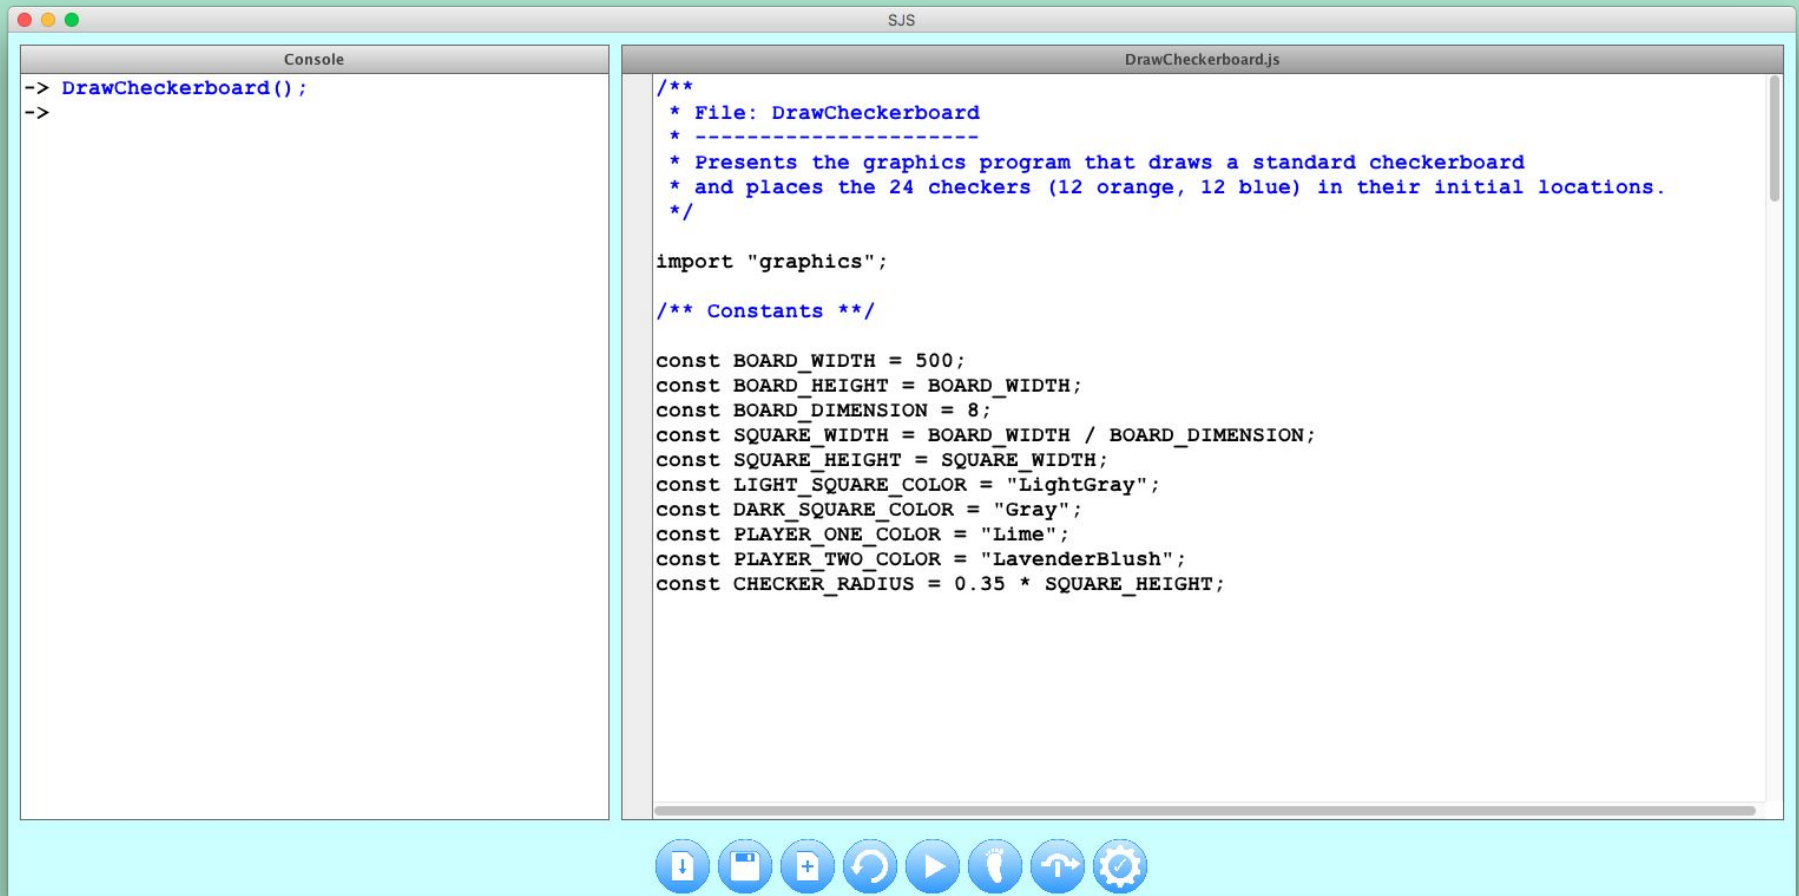 SJS
Console
-> DrawCheckerboard();
->
DrawCheckerboard.js
/**
 * File: DrawCheckerboard
 * ----------------------
 * Presents the graphics program that draws a standard checkerboard
 * and places the 24 checkers (12 orange, 12 blue) in their initial locations.
 */
import "graphics";
/** Constants **/
const BOARD_WIDTH = 500;
const BOARD_HEIGHT = BOARD_WIDTH;
const BOARD_DIMENSION = 8;
const SQUARE_WIDTH = BOARD_WIDTH / BOARD_DIMENSION;
const SQUARE_HEIGHT = SQUARE_WIDTH;
const LIGHT_SQUARE_COLOR = "LightGray";
const DARK_SQUARE_COLOR = "Gray";
const PLAYER_ONE_COLOR = "Lime";
const PLAYER_TWO_COLOR = "LavenderBlush";
const CHECKER_RADIUS = 0.35 * SQUARE_HEIGHT;